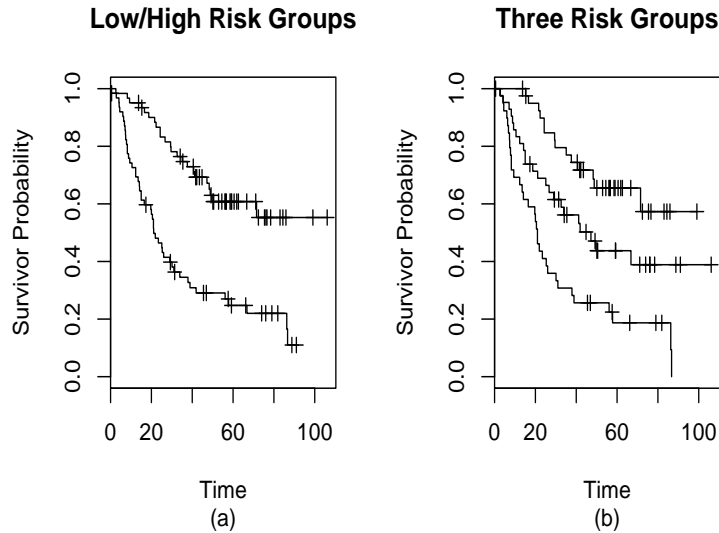 Low/High Risk Groups
Survivor Probability
0.0 0.2 0.4 0.6 0.8 1.0
0 20 60 100
Time
(a)
Three Risk Groups
Survivor Probability
0.0 0.2 0.4 0.6 0.8 1.0
0 20 60 100
Time
(b)